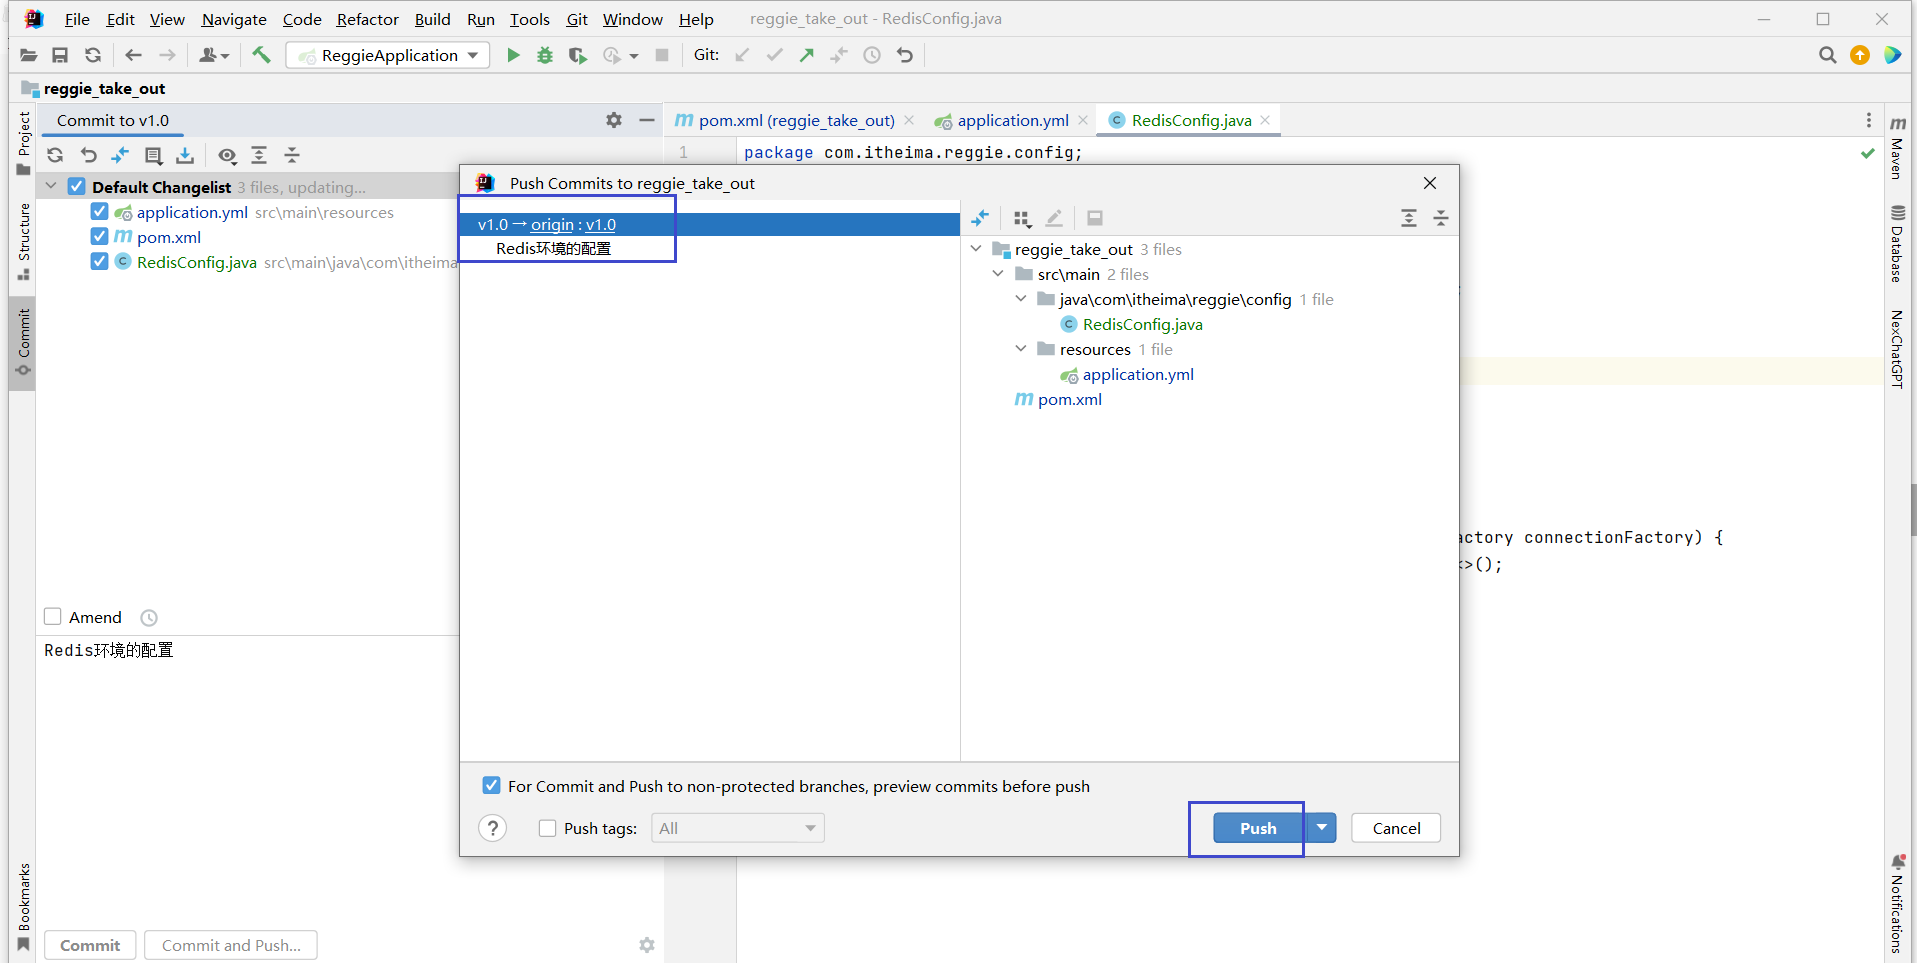 File Edit View Navigate Code Refactor Build Run Tools Git Window Help reggie_take_out - RedisConfig.java
ReggieApplication Git:
reggie_take_out
Commit to v1.0
pom.xml (reggie_take_out) application.yml RedisConfig.java
1 package com.itheima.reggie.config;
Default Changelist 3 files, updating...
application.yml src\main\resources
pom.xml
RedisConfig.java src\main\java\com\itheima
Push Commits to reggie_take_out
v1.0 → origin : v1.0
Redis环境的配置
reggie_take_out 3 files
src\main 2 files
java\com\itheima\reggie\config 1 file
RedisConfig.java
resources 1 file
application.yml
pom.xml
actory connectionFactory) {
<>();
Amend
Redis环境的配置
For Commit and Push to non-protected branches, preview commits before push
? Push tags: All Push Cancel
Commit Commit and Push...
Project
Structure
Commit
Bookmarks
Maven
Database
NexChatGPT
Notifications